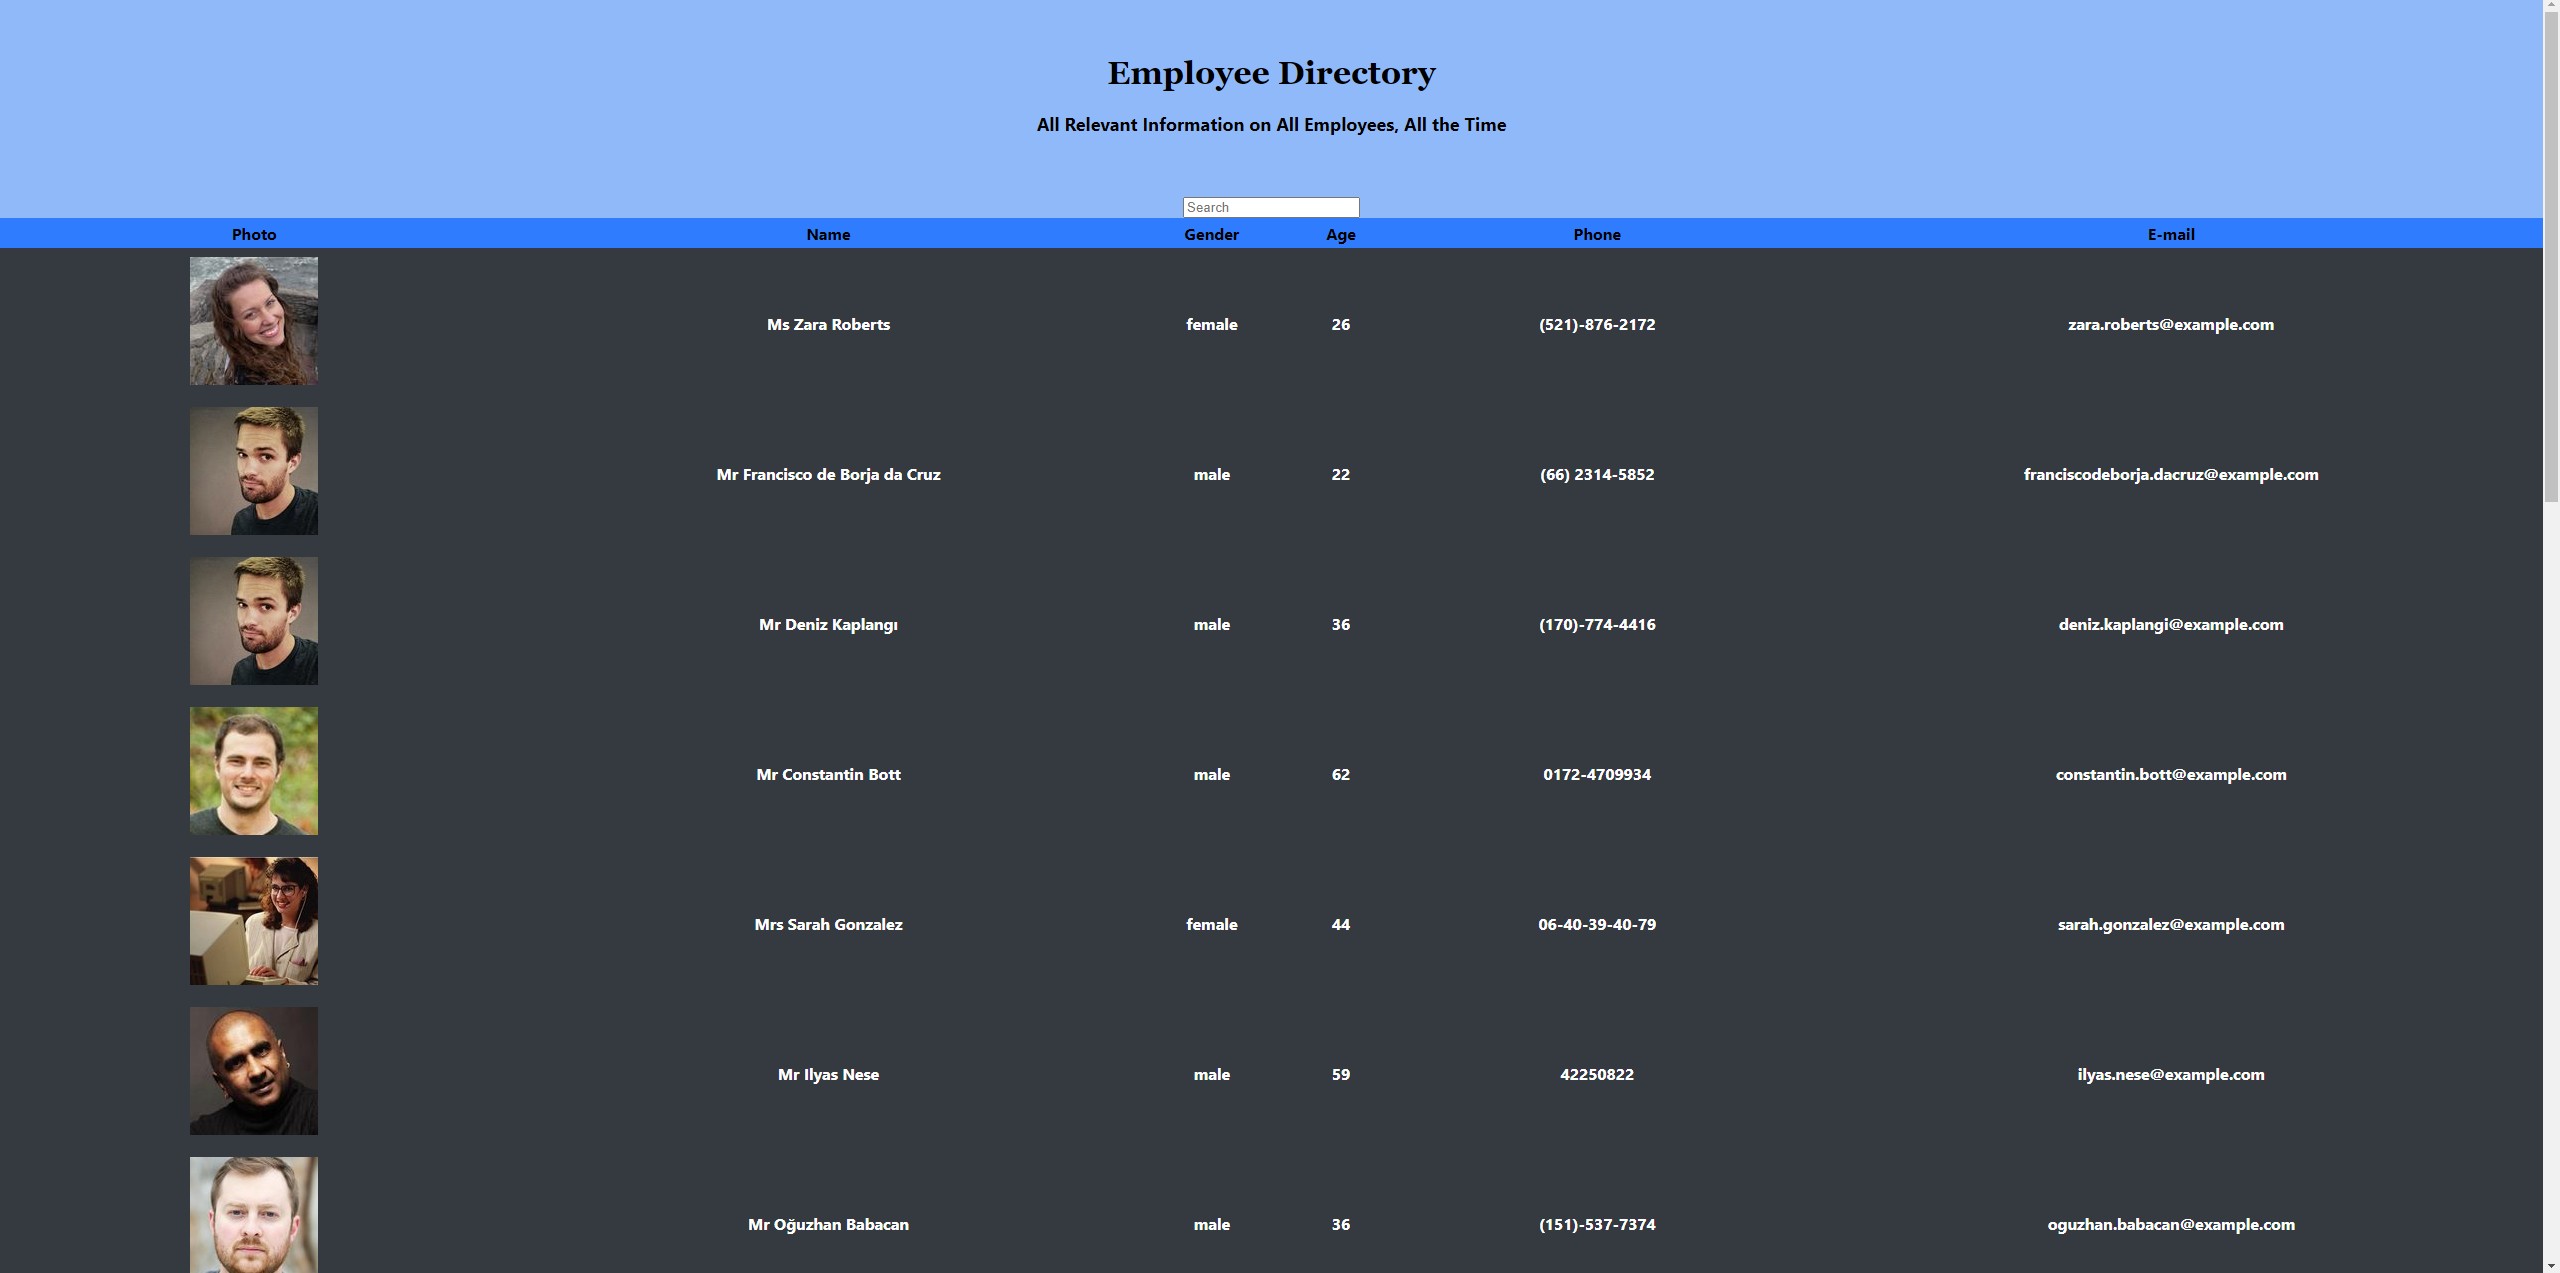 Employee Directory
All Relevant Information on All Employees, All the Time
Search
Photo Name Gender Age Phone E-mail
Ms Zara Roberts female 26 (521)-876-2172 zara.roberts@example.com
Mr Francisco de Borja da Cruz male 22 (66) 2314-5852 franciscodeborja.dacruz@example.com
Mr Deniz Kaplangı male 36 (170)-774-4416 deniz.kaplangi@example.com
Mr Constantin Bott male 62 0172-4709934 constantin.bott@example.com
Mrs Sarah Gonzalez female 44 06-40-39-40-79 sarah.gonzalez@example.com
Mr Ilyas Nese male 59 42250822 ilyas.nese@example.com
Mr Oğuzhan Babacan male 36 (151)-537-7374 oguzhan.babacan@example.com